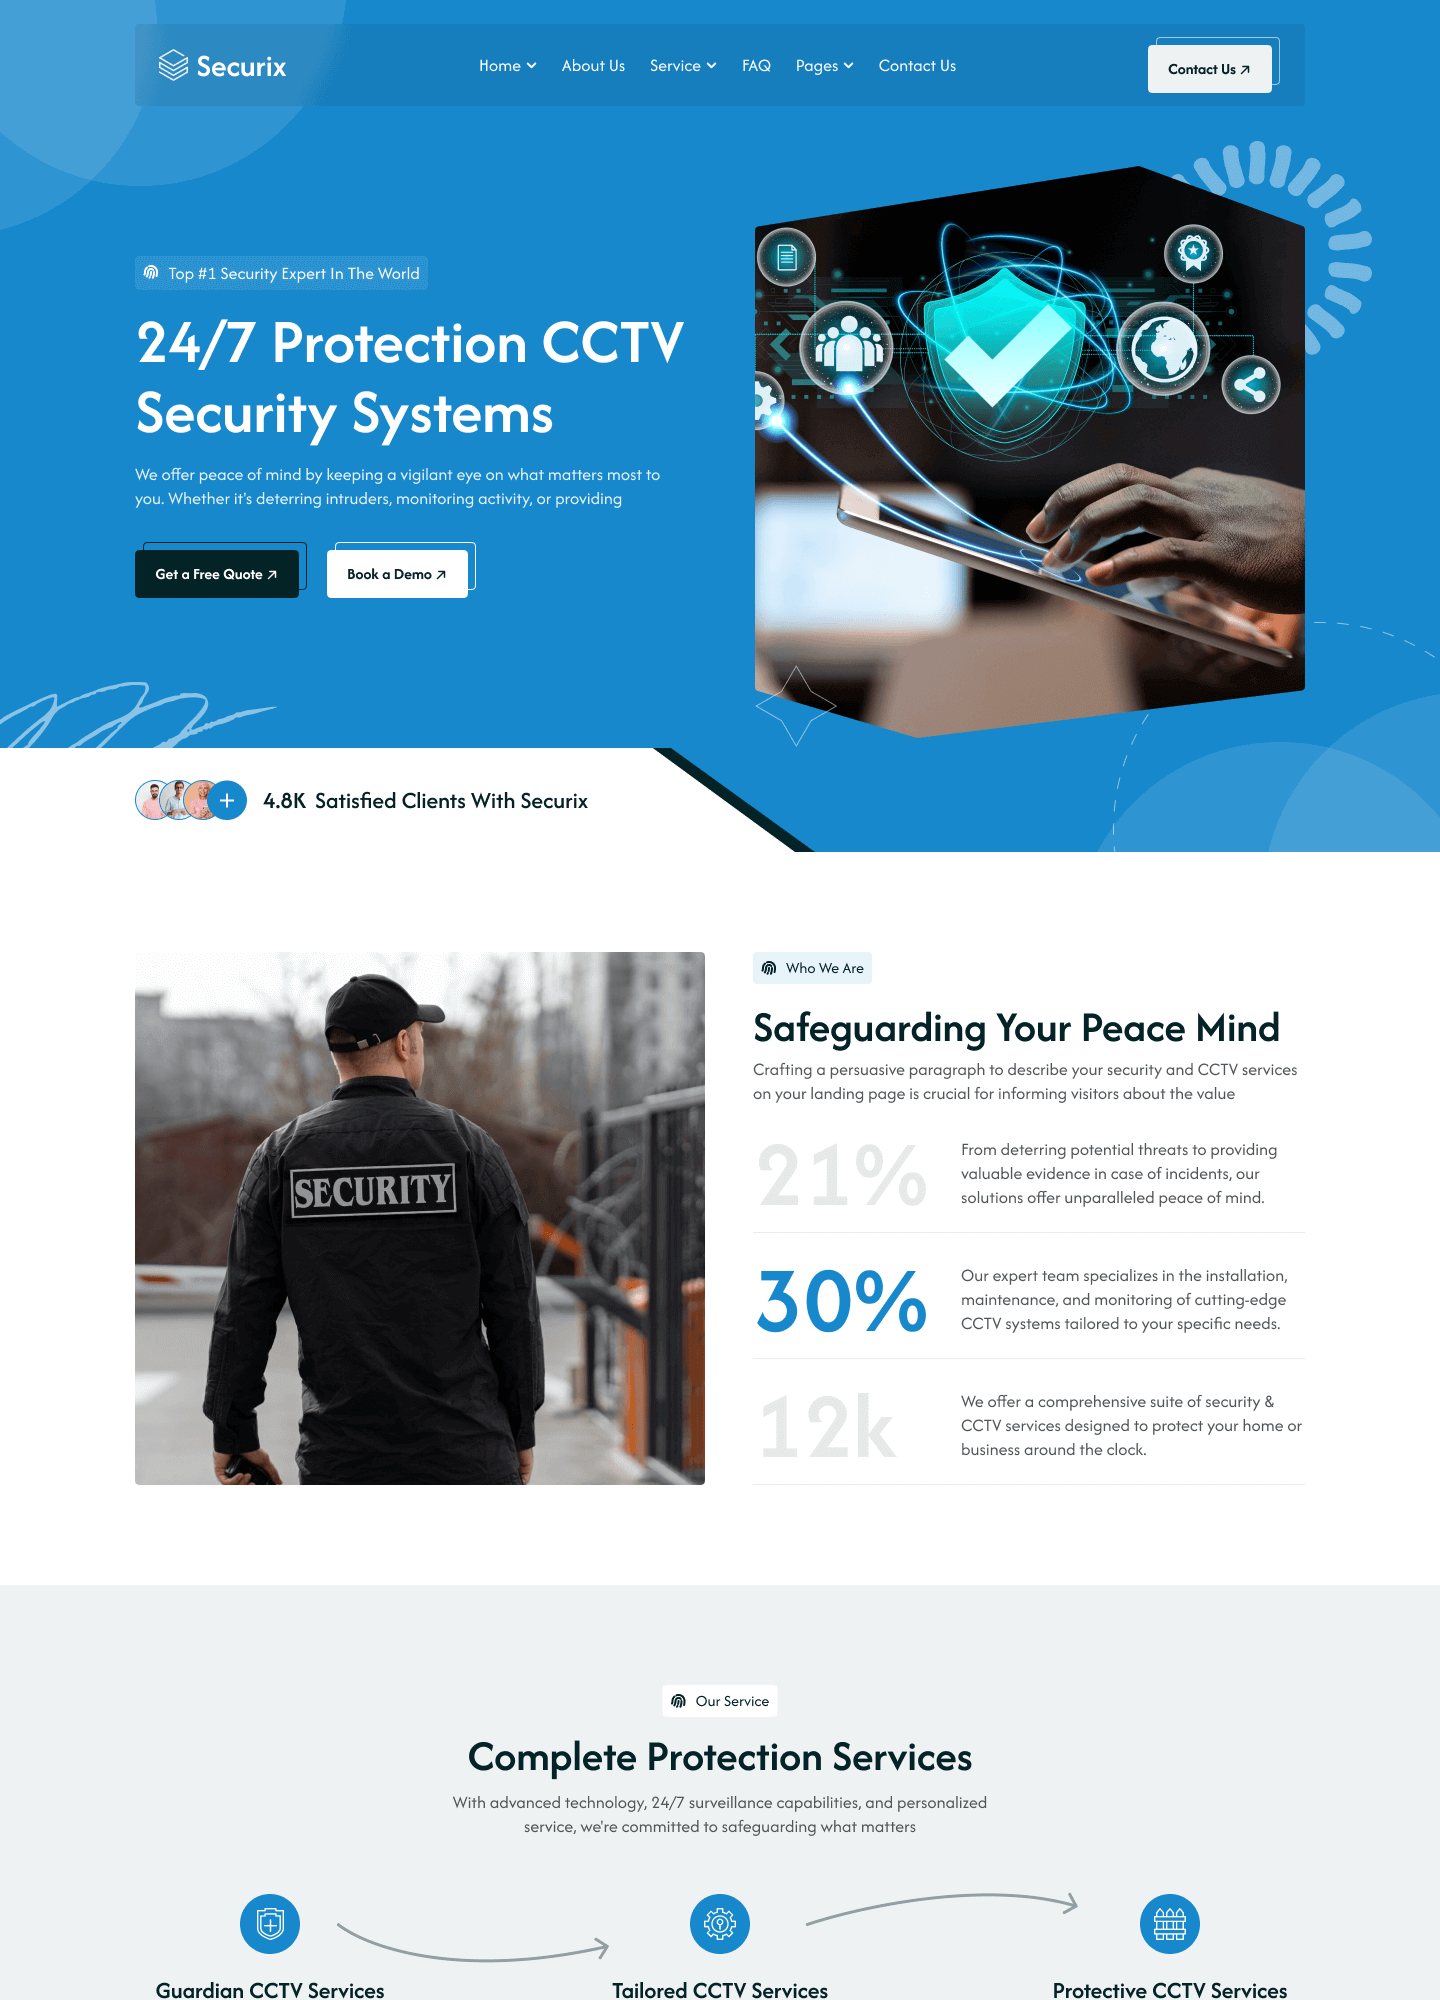 Securix
Home
About Us
Service
FAQ
Pages
Contact Us
Contact Us
Top #1 Security Expert In The World
24/7 Protection CCTV
Security Systems
We offer peace of mind by keeping a vigilant eye on what matters most to
you. Whether it's deterring intruders, monitoring activity, or providing
Get a Free Quote
Book a Demo
4.8K Satisfied Clients With Securix
SECURITY
Who We Are
Safeguarding Your Peace Mind
Crafting a persuasive paragraph to describe your security and CCTV services
on your landing page is crucial for informing visitors about the value
21%
From deterring potential threats to providing
valuable evidence in case of incidents, our
solutions offer unparalleled peace of mind.
30%
Our expert team specializes in the installation,
maintenance, and monitoring of cutting-edge
CCTV systems tailored to your specific needs.
12k
We offer a comprehensive suite of security &
CCTV services designed to protect your home or
business around the clock.
Our Service
Complete Protection Services
With advanced technology, 24/7 surveillance capabilities, and personalized
service, we're committed to safeguarding what matters
Guardian CCTV Services
Tailored CCTV Services
Protective CCTV Services